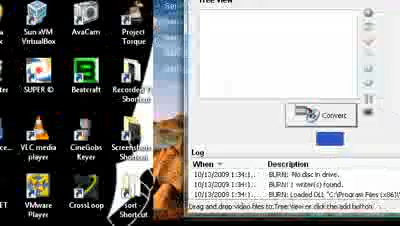 Tree View
Sun xVM
VirtualBox
AvaCam
Project
Torque
SUPER ©
Beatcraft
Recorded
Shortcut
VLC media
player
CineGobs
Keyer
Screenshots
Shortcut
VMware
Player
CrossLoop
sort -
Shortcut
Convert
Log
When
Description
10/13/2009 1:34:1...
BURN: No disc in drive.
10/13/2009 1:34:1...
BURN: 1 writer(s) found.
10/13/2009 1:34:1...
BURN: Loaded DLL "C:\Program Files (x86)\
Drag and drop video files to Tree View or click the add button